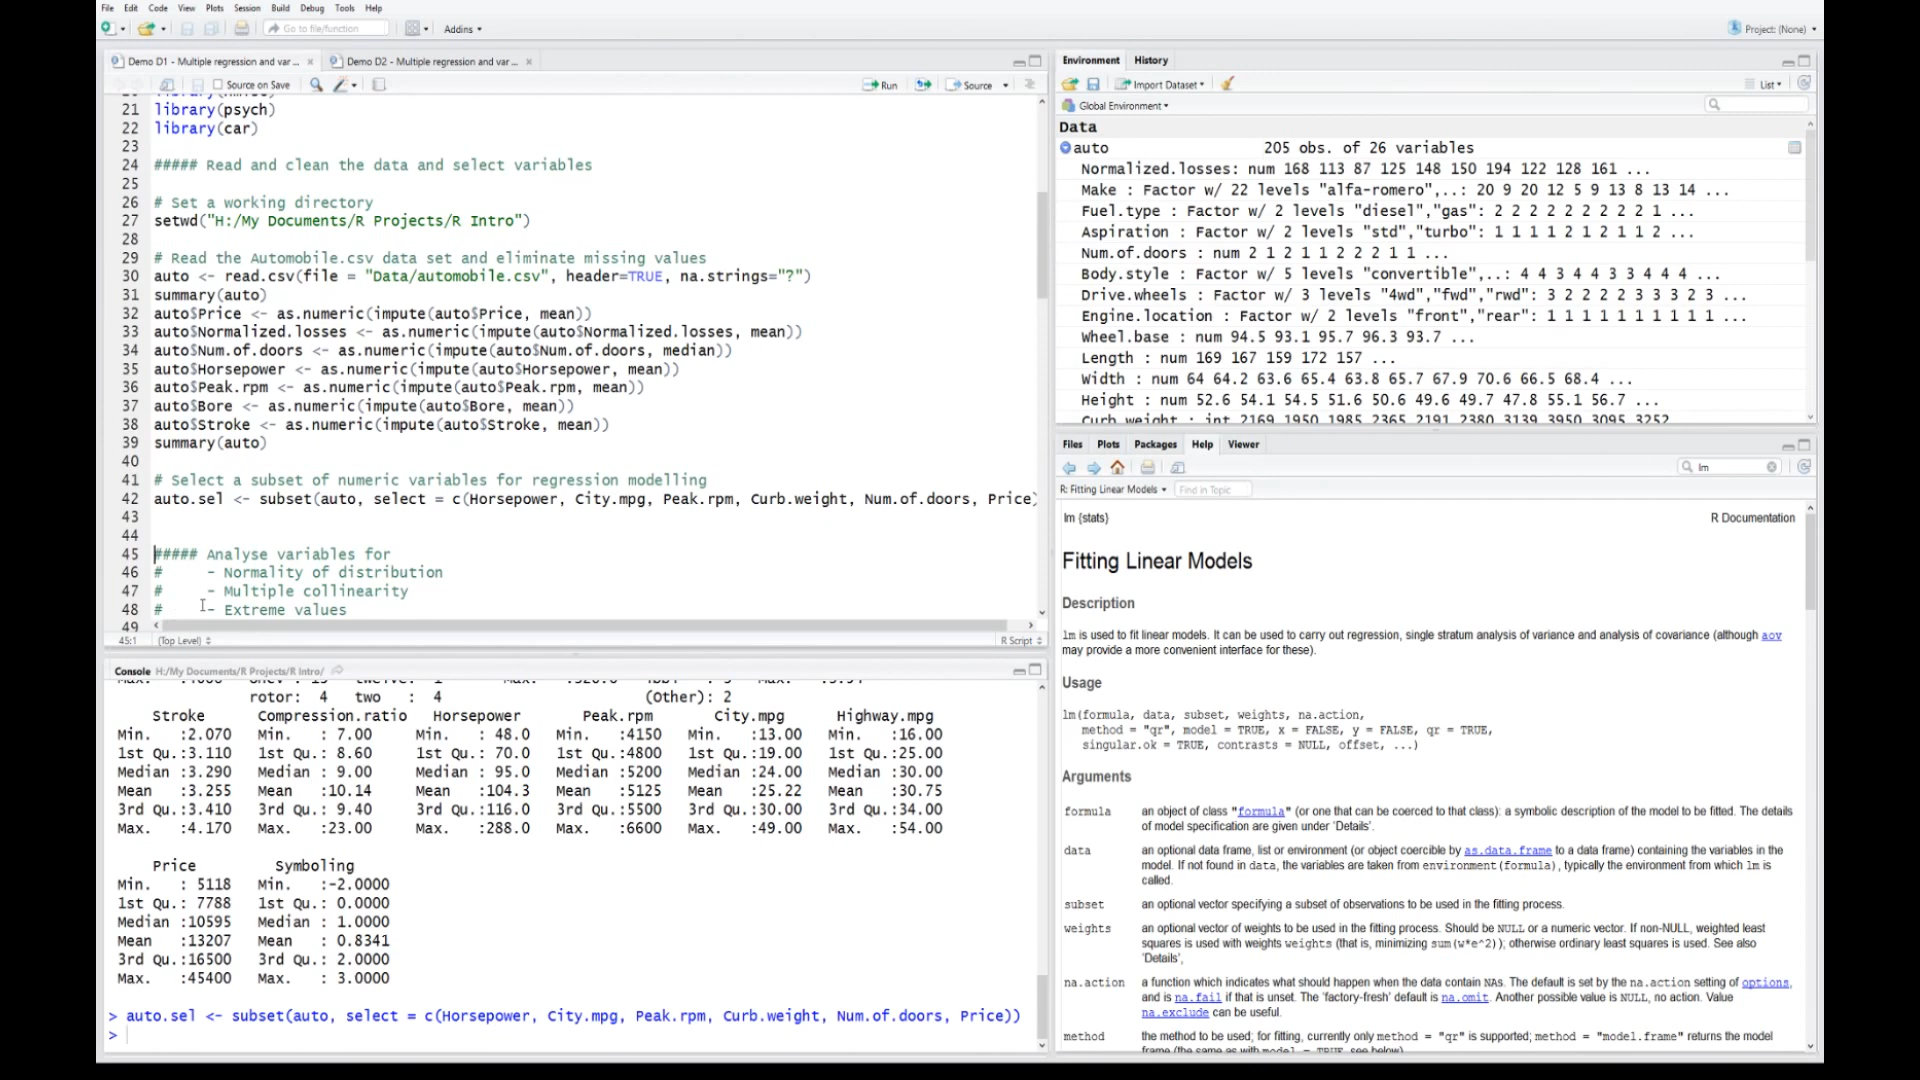 File Edit Code View Plots Session Build Debug Tools Help
Go to file/function Addins Project: (None)
Demo D1 - Multiple regression and var ... × Demo D2 - Multiple regression and var ... ×
Source on Save Run Source
21 library(psych)
22 library(car)
23
24 ##### Read and clean the data and select variables
25
26 # Set a working directory
27 setwd("H:/My Documents/R Projects/R Intro")
28
29 # Read the Automobile.csv data set and eliminate missing values
30 auto <- read.csv(file = "Data/automobile.csv", header=TRUE, na.strings="?")
31 summary(auto)
32 auto$Price <- as.numeric(impute(auto$Price, mean))
33 auto$Normalized.losses <- as.numeric(impute(auto$Normalized.losses, mean))
34 auto$Num.of.doors <- as.numeric(impute(auto$Num.of.doors, median))
35 auto$Horsepower <- as.numeric(impute(auto$Horsepower, mean))
36 auto$Peak.rpm <- as.numeric(impute(auto$Peak.rpm, mean))
37 auto$Bore <- as.numeric(impute(auto$Bore, mean))
38 auto$Stroke <- as.numeric(impute(auto$Stroke, mean))
39 summary(auto)
40
41 # Select a subset of numeric variables for regression modelling
42 auto.sel <- subset(auto, select = c(Horsepower, City.mpg, Peak.rpm, Curb.weight, Num.of.doors, Price)
43
44
45 ##### Analyse variables for
46 # - Normality of distribution
47 # - Multiple collinearity
48 # - Extreme values
49
45:1 (Top Level) R Script
Console H:/My Documents/R Projects/R Intro/
rotor: 4 two : 4 (Other): 2
Stroke Compression.ratio Horsepower Peak.rpm City.mpg Highway.mpg
Min. :2.070 Min. : 7.00 Min. : 48.0 Min. :4150 Min. :13.00 Min. :16.00
1st Qu.:3.110 1st Qu.: 8.60 1st Qu.: 70.0 1st Qu.:4800 1st Qu.:19.00 1st Qu.:25.00
Median :3.290 Median : 9.00 Median : 95.0 Median :5200 Median :24.00 Median :30.00
Mean :3.255 Mean :10.14 Mean :104.3 Mean :5125 Mean :25.22 Mean :30.75
3rd Qu.:3.410 3rd Qu.: 9.40 3rd Qu.:116.0 3rd Qu.:5500 3rd Qu.:30.00 3rd Qu.:34.00
Max. :4.170 Max. :23.00 Max. :288.0 Max. :6600 Max. :49.00 Max. :54.00
Price Symboling
Min. : 5118 Min. :-2.0000
1st Qu.: 7788 1st Qu.: 0.0000
Median :10595 Median : 1.0000
Mean :13207 Mean : 0.8341
3rd Qu.:16500 3rd Qu.: 2.0000
Max. :45400 Max. : 3.0000
> auto.sel <- subset(auto, select = c(Horsepower, City.mpg, Peak.rpm, Curb.weight, Num.of.doors, Price))
>
Environment History
Import Dataset List
Global Environment
Data
auto 205 obs. of 26 variables
Normalized.losses: num 168 113 87 125 148 150 194 122 128 161 ...
Make : Factor w/ 22 levels "alfa-romero",..: 20 9 20 12 5 9 13 8 13 14 ...
Fuel.type : Factor w/ 2 levels "diesel","gas": 2 2 2 2 2 2 2 2 2 1 ...
Aspiration : Factor w/ 2 levels "std","turbo": 1 1 1 1 2 1 2 1 1 2 ...
Num.of.doors : num 2 1 2 1 1 2 2 2 1 1 ...
Body.style : Factor w/ 5 levels "convertible",..: 4 4 3 4 4 3 3 4 4 4 ...
Drive.wheels : Factor w/ 3 levels "4wd","fwd","rwd": 3 2 2 2 2 3 3 3 2 3 ...
Engine.location : Factor w/ 2 levels "front","rear": 1 1 1 1 1 1 1 1 1 1 ...
Wheel.base : num 94.5 93.1 95.7 96.3 93.7 ...
Length : num 169 167 159 172 157 ...
Width : num 64 64.2 63.6 65.4 63.8 65.7 67.9 70.6 66.5 68.4 ...
Height : num 52.6 54.1 54.5 51.6 50.6 49.6 49.7 47.8 55.1 56.7 ...
Curb.weight : int 2169 1950 1985 2365 2191 2380 3139 3950 3095 3252
Files Plots Packages Help Viewer
lm
R: Fitting Linear Models Find in Topic
lm {stats} R Documentation
Fitting Linear Models
Description
lm is used to fit linear models. It can be used to carry out regression, single stratum analysis of variance and analysis of covariance (although aov
may provide a more convenient interface for these).
Usage
lm(formula, data, subset, weights, na.action,
method = "qr", model = TRUE, x = FALSE, y = FALSE, qr = TRUE,
singular.ok = TRUE, contrasts = NULL, offset, ...)
Arguments
formula an object of class "formula" (or one that can be coerced to that class): a symbolic description of the model to be fitted. The details
of model specification are given under 'Details'.
data an optional data frame, list or environment (or object coercible by as.data.frame to a data frame) containing the variables in the
model. If not found in data, the variables are taken from environment(formula), typically the environment from which lm is
called.
subset an optional vector specifying a subset of observations to be used in the fitting process.
weights an optional vector of weights to be used in the fitting process. Should be NULL or a numeric vector. If non-NULL, weighted least
squares is used with weights weights (that is, minimizing sum(w*e^2)); otherwise ordinary least squares is used. See also
'Details',
na.action a function which indicates what should happen when the data contain NAs. The default is set by the na.action setting of options,
and is na.fail if that is unset. The 'factory-fresh' default is na.omit. Another possible value is NULL, no action. Value
na.exclude can be useful.
method the method to be used; for fitting, currently only method = "qr" is supported; method = "model.frame" returns the model
frame (the same as with model = TRUE, see below)